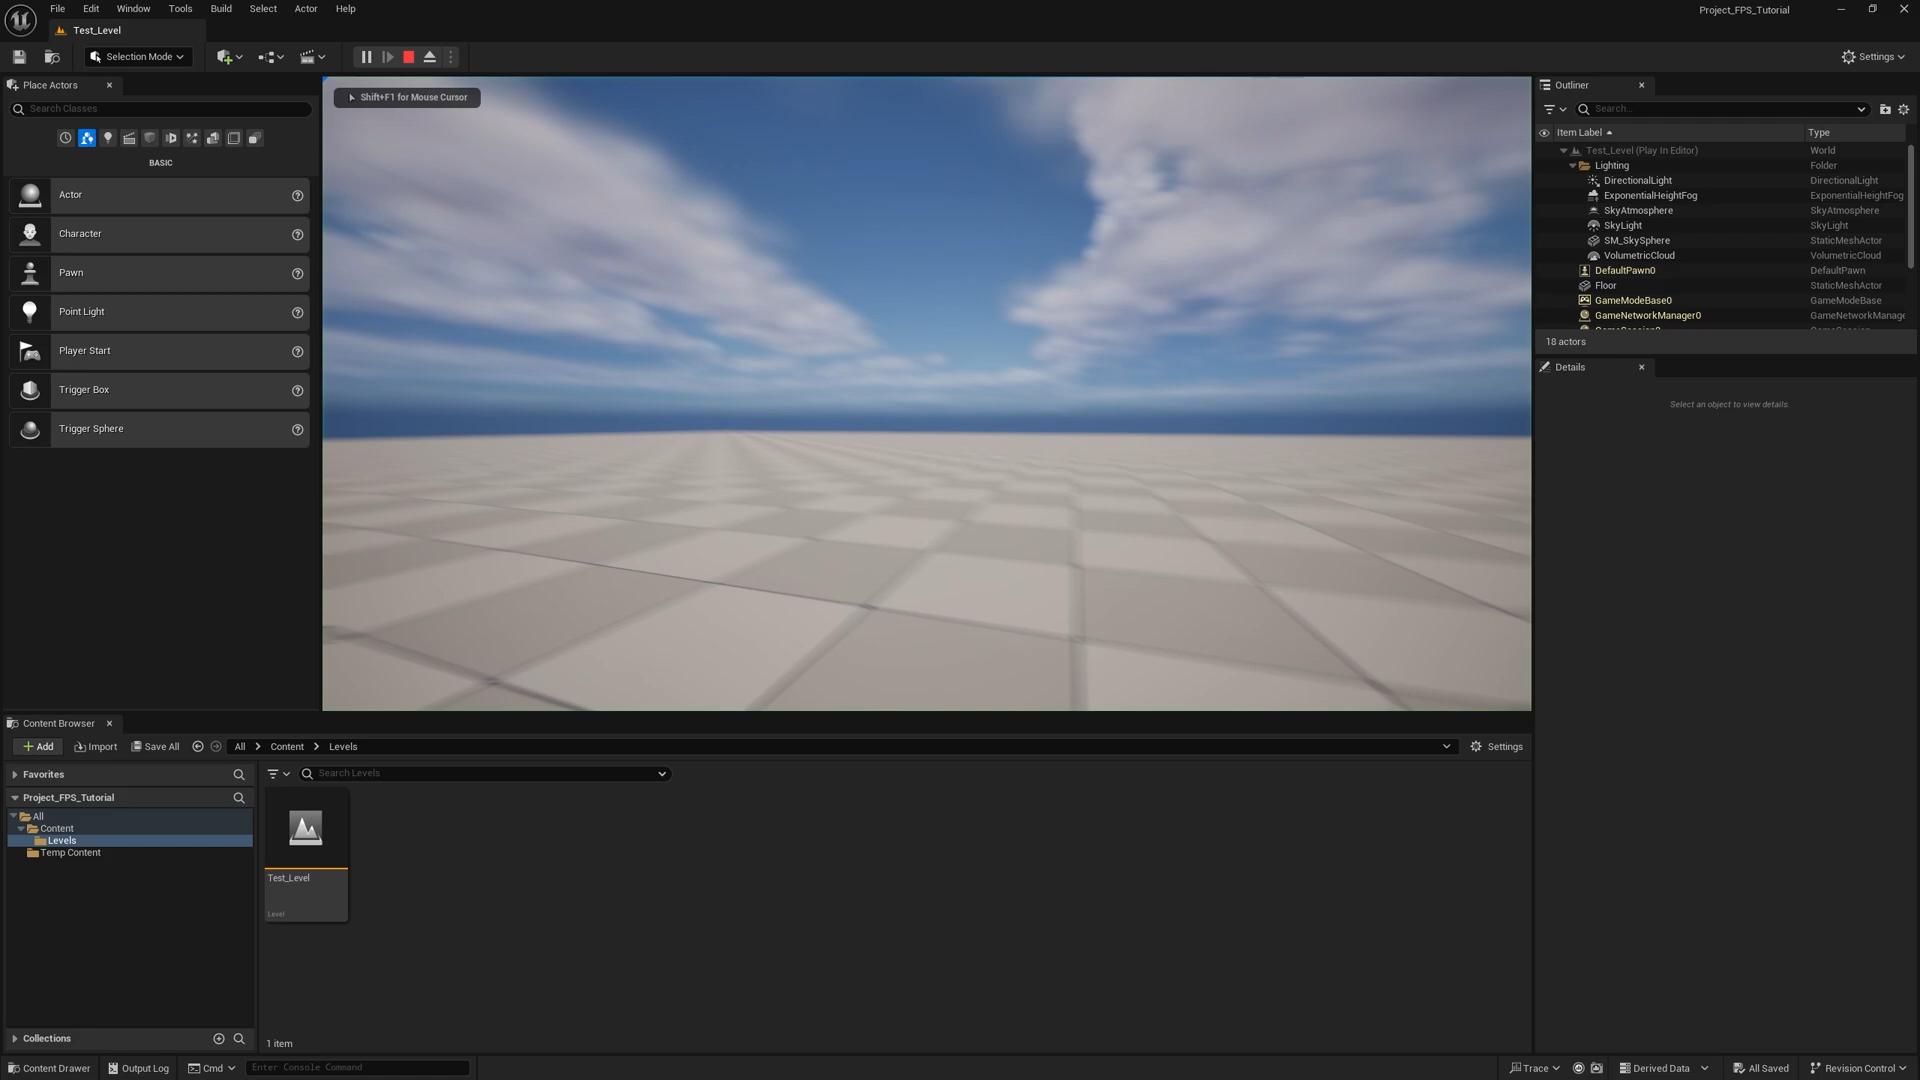 File Edit Window Tools Build Select Actor Help
Project_FPS_Tutorial
Test_Level
Selection Mode
Settings
Place Actors
Search Classes
BASIC
Actor
Character
Pawn
Point Light
Player Start
Trigger Box
Trigger Sphere
Shift+F1 for Mouse Cursor
Outliner
Search...
Item Label Type
Test_Level (Play In Editor) World
Lighting Folder
DirectionalLight DirectionalLight
ExponentialHeightFog ExponentialHeightFog
SkyAtmosphere SkyAtmosphere
SkyLight SkyLight
SM_SkySphere StaticMeshActor
VolumetricCloud VolumetricCloud
DefaultPawn0 DefaultPawn
Floor StaticMeshActor
GameModeBase0 GameModeBase
GameNetworkManager0 GameNetworkManage
18 actors
Details
Select an object to view details.
Content Browser
Add Import Save All All Content Levels Settings
Favorites
Search Levels
Project_FPS_Tutorial
All
Content
Levels
Temp Content
Test_Level
Level
Collections
1 item
Content Drawer Output Log Cmd Enter Console Command Trace Derived Data All Saved Revision Control